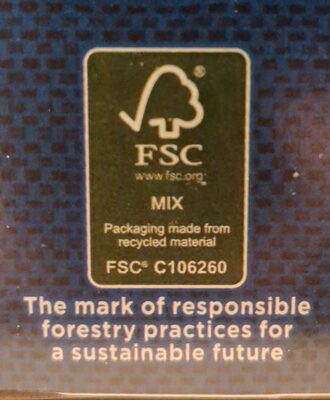 ®
FSC
www.fsc.org
MIX
Packaging made from
recycled material
FSC® C106260
The mark of responsible
forestry practices for
a sustainable future